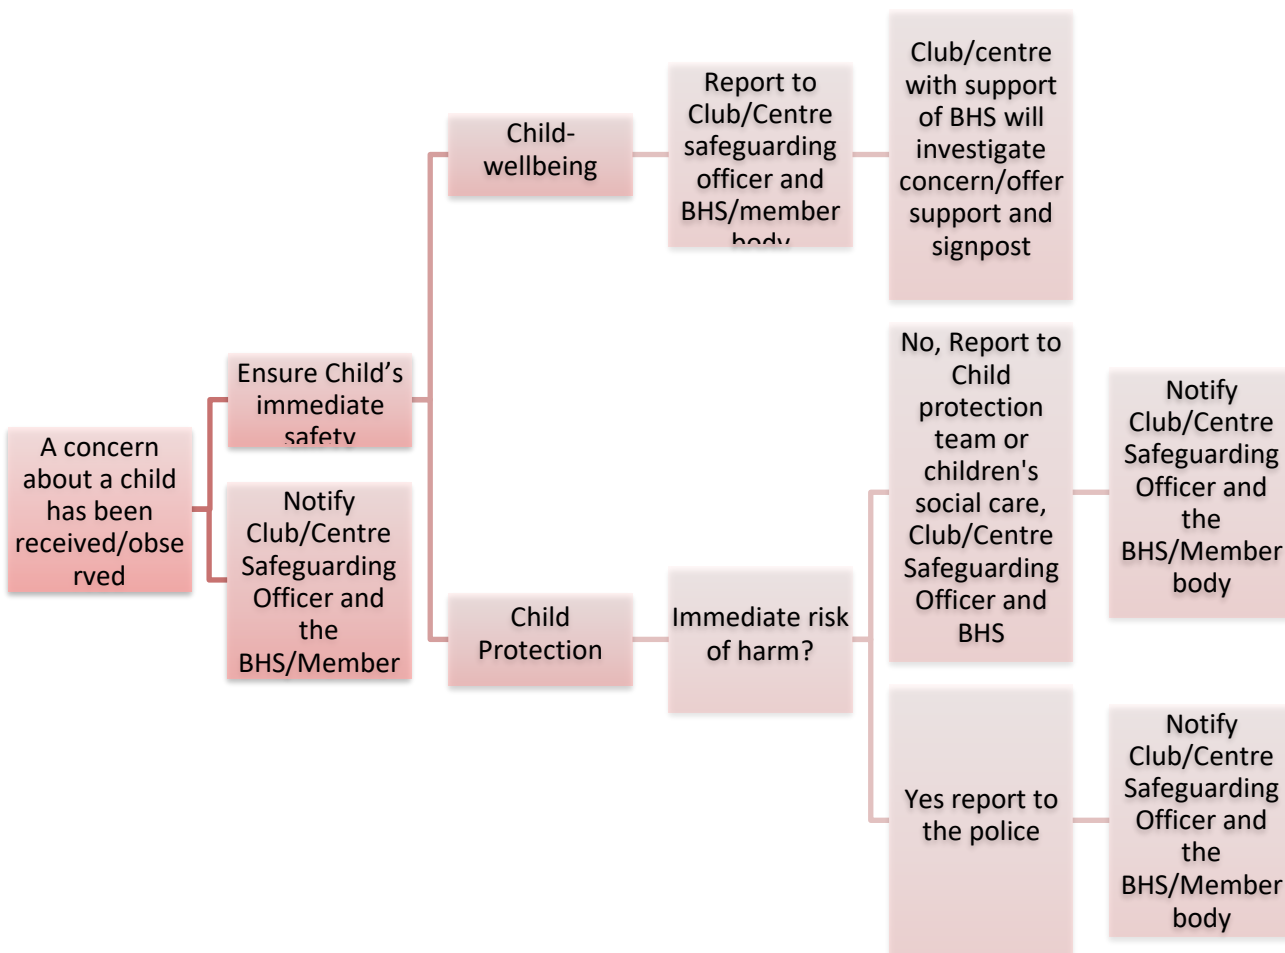 A concern
about a child
has been
received/obse
rved
Ensure Child’s
immediate
safety
Notify
Club/Centre
Safeguarding
Officer and
the
BHS/Member
Child-
wellbeing
Report to
Club/Centre
safeguarding
officer and
BHS/member
body
Club/centre
with support
of BHS will
investigate
concern/offer
support and
signpost
Child
Protection
Immediate risk
of harm?
No, Report to
Child
protection
team or
children's
social care,
Club/Centre
Safeguarding
Officer and
BHS
Notify
Club/Centre
Safeguarding
Officer and
the
BHS/Member
body
Yes report to
the police
Notify
Club/Centre
Safeguarding
Officer and
the
BHS/Member
body